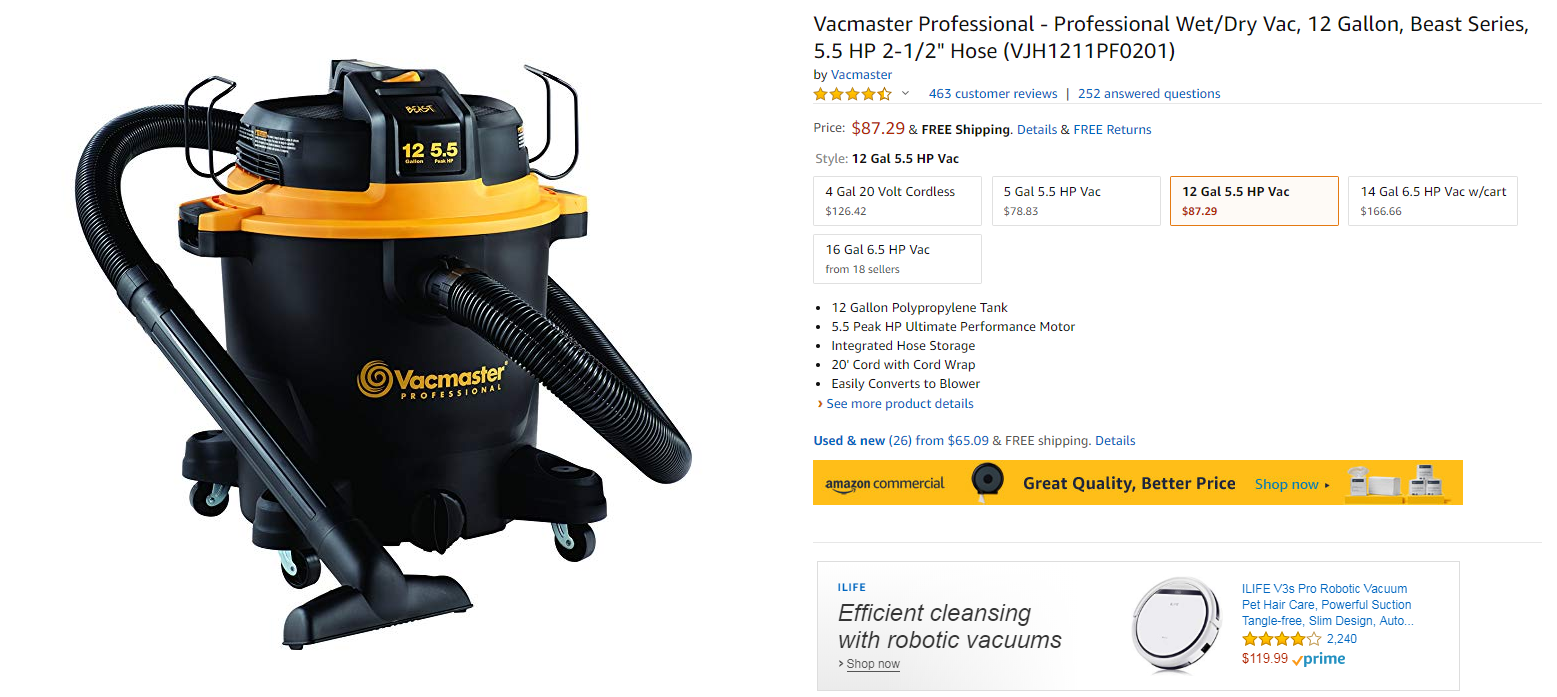 BEAST
12 5.5
Gallon Peak HP
Vacmaster
PROFESSIONAL
Vacmaster Professional - Professional Wet/Dry Vac, 12 Gallon, Beast Series,
5.5 HP 2-1/2" Hose (VJH1211PF0201)
by Vacmaster
463 customer reviews | 252 answered questions
Price: $87.29 & FREE Shipping. Details & FREE Returns
Style: 12 Gal 5.5 HP Vac
4 Gal 20 Volt Cordless 5 Gal 5.5 HP Vac 12 Gal 5.5 HP Vac 14 Gal 6.5 HP Vac w/cart
$126.42 $78.83 $87.29 $166.66
16 Gal 6.5 HP Vac
from 18 sellers
• 12 Gallon Polypropylene Tank
• 5.5 Peak HP Ultimate Performance Motor
• Integrated Hose Storage
• 20' Cord with Cord Wrap
• Easily Converts to Blower
› See more product details
Used & new (26) from $65.09 & FREE shipping. Details
amazon commercial Great Quality, Better Price Shop now ▸
ILIFE
Efficient cleansing
with robotic vacuums
› Shop now
ILIFE V3s Pro Robotic Vacuum
Pet Hair Care, Powerful Suction
Tangle-free, Slim Design, Auto...
2,240
$119.99 prime